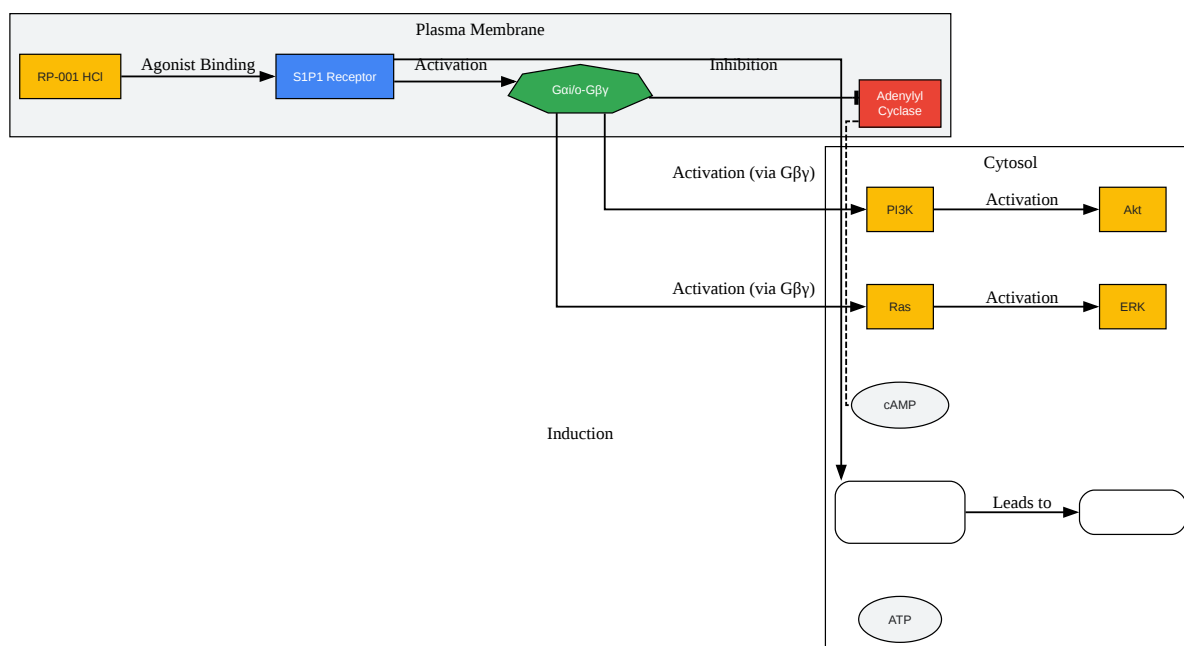 Plasma Membrane
RP-001 HCl
Agonist Binding
S1P1 Receptor
Activation
Gαi/o-Gβγ
Inhibition
Adenylyl
Cyclase
Cytosol
Activation (via Gβγ)
PI3K
Activation
Akt
Activation (via Gβγ)
Ras
Activation
ERK
cAMP
Induction
Leads to
ATP